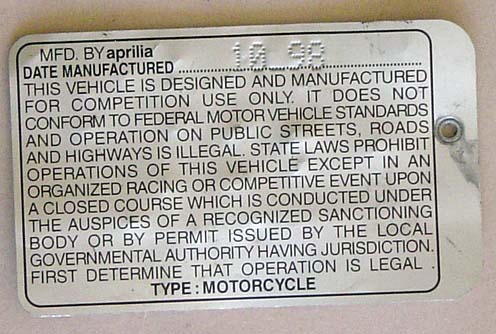 MFD. BY aprilia
DATE MANUFACTURED .......... 10 98
THIS VEHICLE IS DESIGNED AND MANUFACTURED
FOR COMPETITION USE ONLY. IT DOES NOT
CONFORM TO FEDERAL MOTOR VEHICLE STANDARDS
AND OPERATION ON PUBLIC STREETS, ROADS
AND HIGHWAYS IS ILLEGAL. STATE LAWS PROHIBIT
OPERATIONS OF THIS VEHICLE EXCEPT IN AN
ORGANIZED RACING OR COMPETITIVE EVENT UPON
A CLOSED COURSE WHICH IS CONDUCTED UNDER
THE AUSPICES OF A RECOGNIZED SANCTIONING
BODY OR BY PERMIT ISSUED BY THE LOCAL
GOVERNMENTAL AUTHORITY HAVING JURISDICTION.
FIRST DETERMINE THAT OPERATION IS LEGAL .
TYPE : MOTORCYCLE